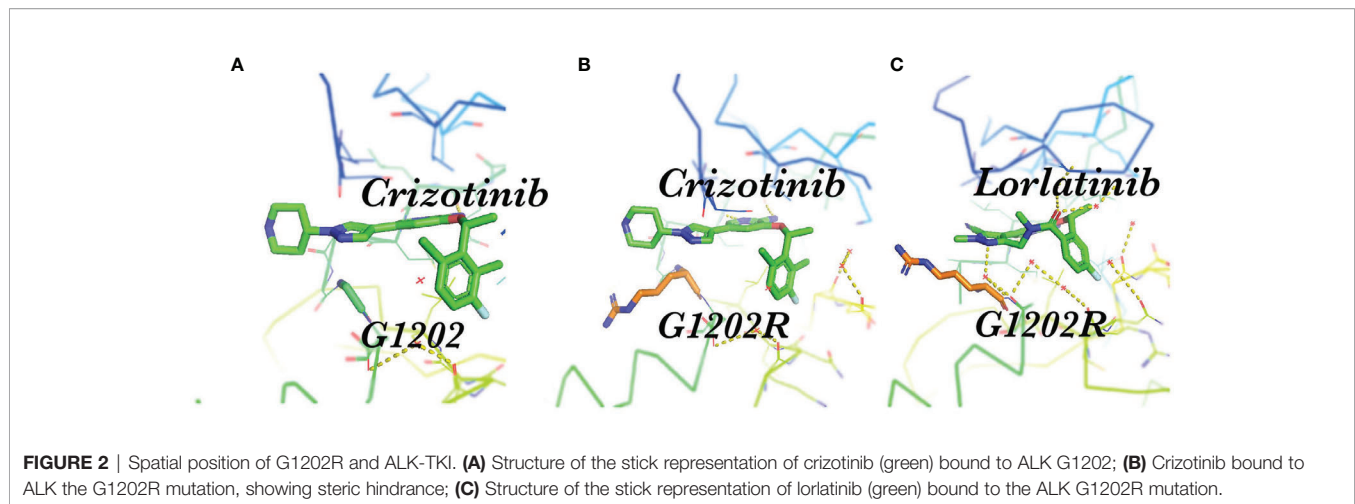 A
B
C
Crizotinib
G1202
Crizotinib
G1202R
Lorlatinib
G1202R
FIGURE 2 | Spatial position of G1202R and ALK-TKI. (A) Structure of the stick representation of crizotinib (green) bound to ALK G1202; (B) Crizotinib bound to
ALK the G1202R mutation, showing steric hindrance; (C) Structure of the stick representation of lorlatinib (green) bound to the ALK G1202R mutation.